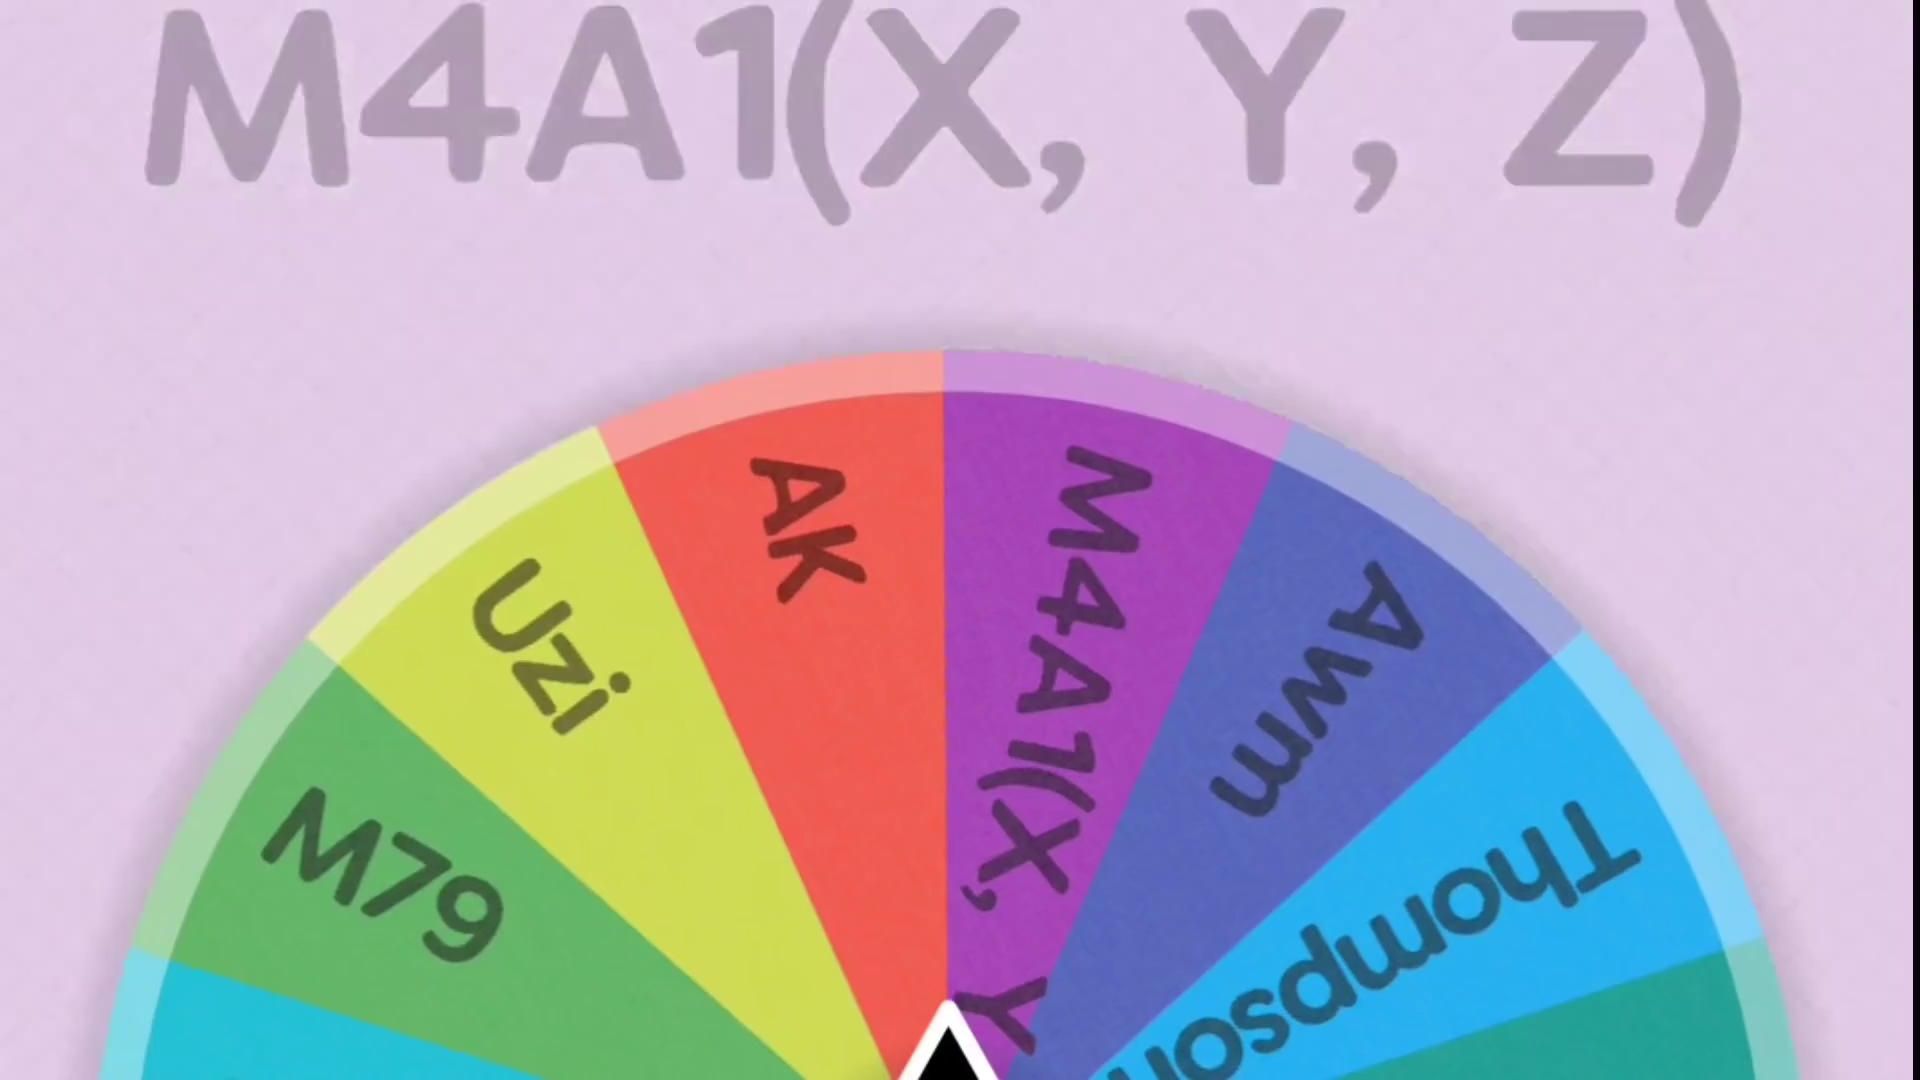 M4A1(X, Y, Z)
M79
Uzi
AK
M4A1(X, Y
Awm
Thompson